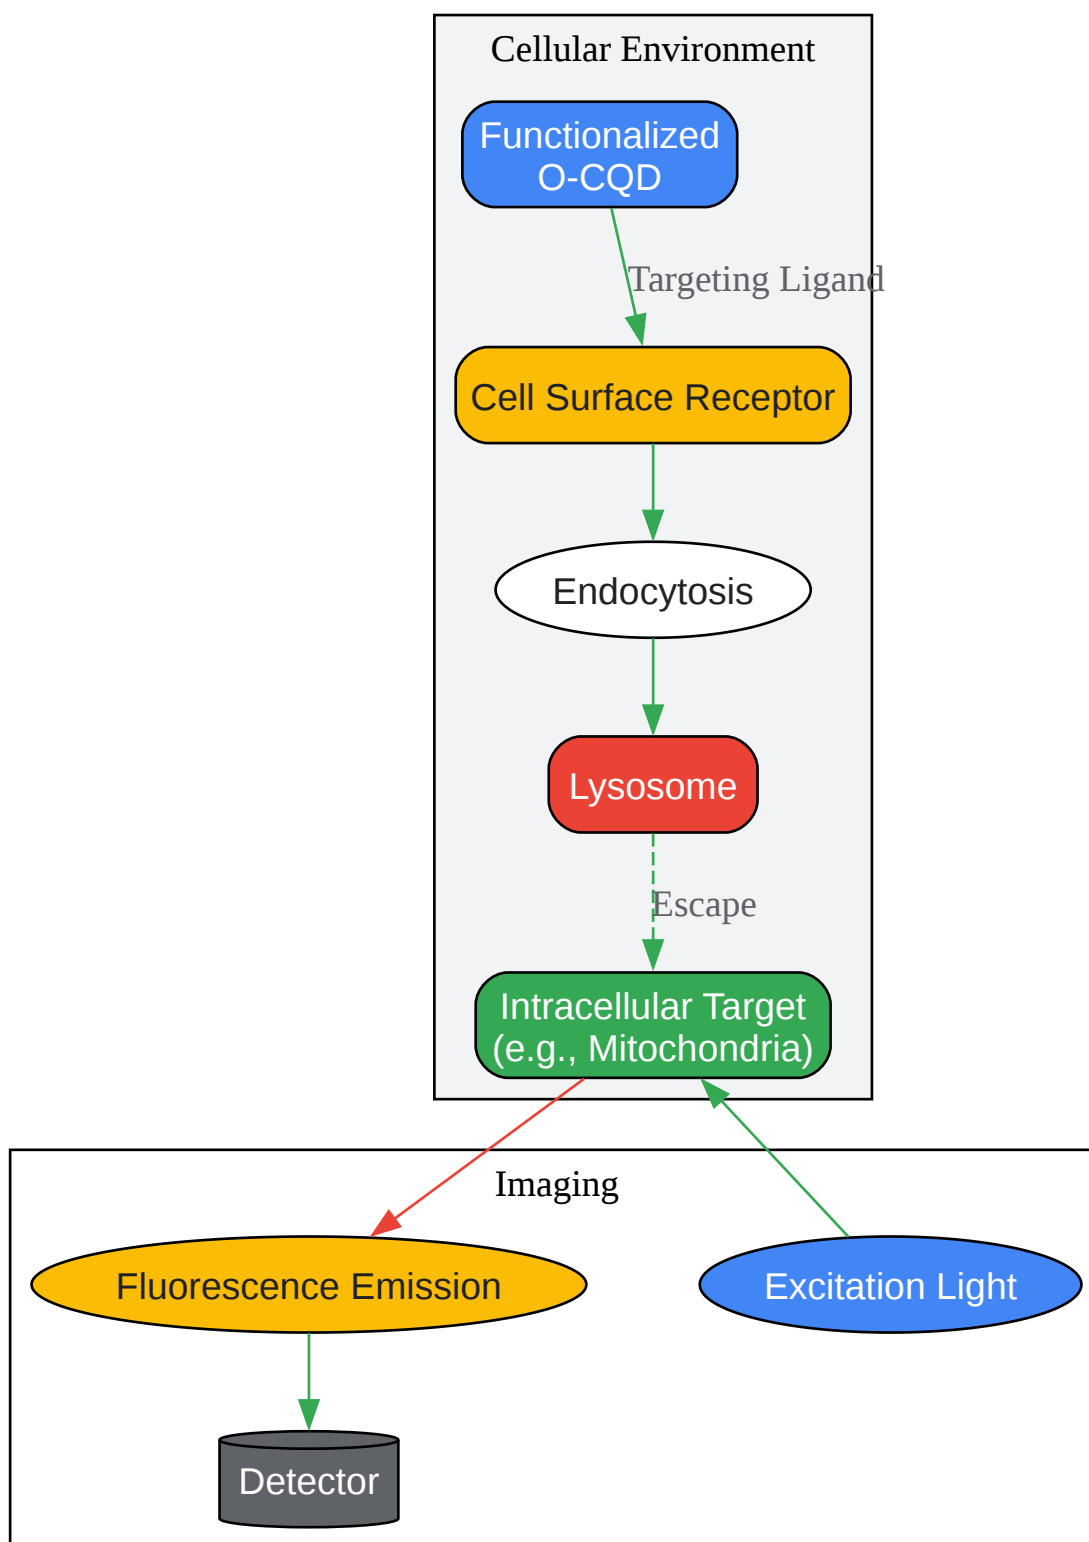 Cellular Environment
Functionalized
O-CQD
Targeting Ligand
Cell Surface Receptor
Endocytosis
Lysosome
Escape
Intracellular Target
(e.g., Mitochondria)
Imaging
Fluorescence Emission
Excitation Light
Detector